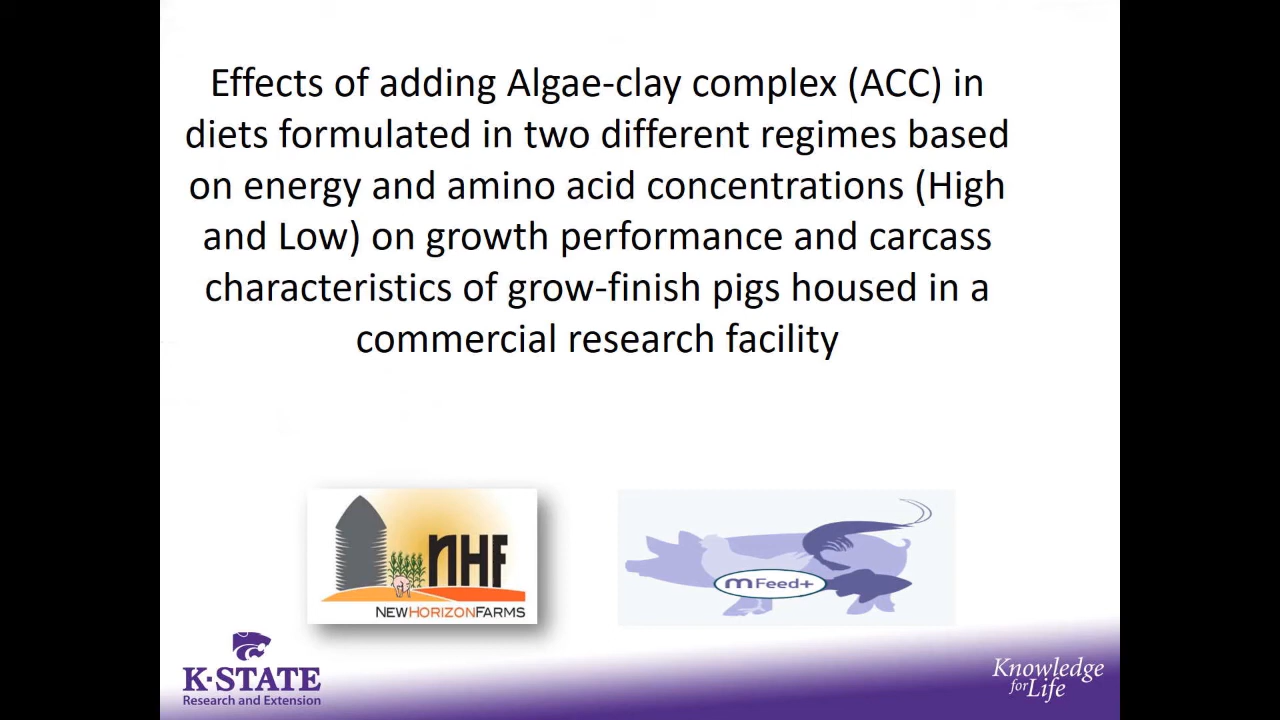 Effects of adding Algae-clay complex (ACC) in
diets formulated in two different regimes based
on energy and amino acid concentrations (High
and Low) on growth performance and carcass
characteristics of grow-finish pigs housed in a
commercial research facility
nHF
NEWHORIZONFARMS
mFeed+
K-STATE
Research and Extension
Knowledge
for Life